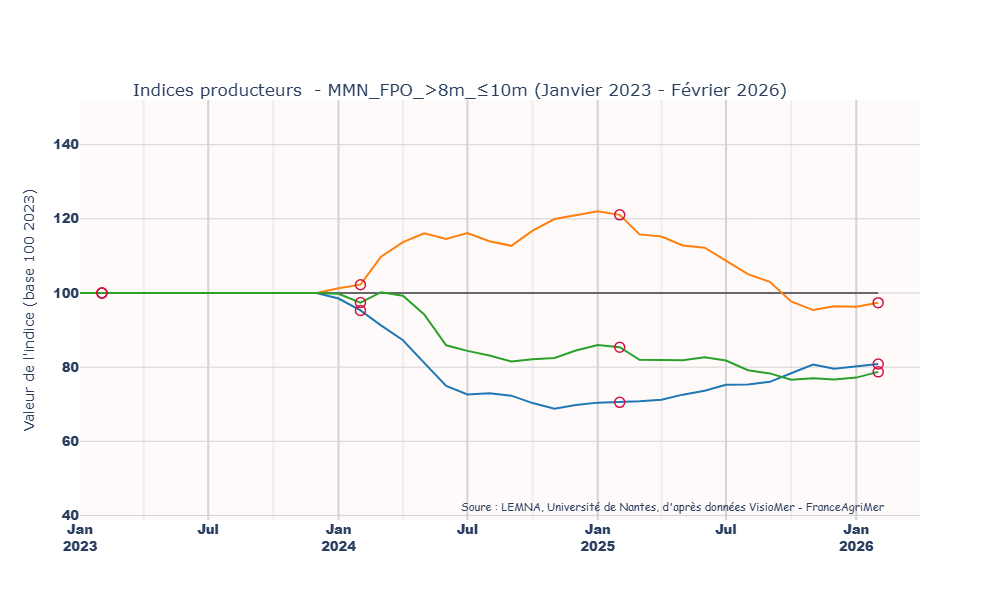 Indices producteurs - MMN_FPO_>8m_≤10m (Janvier 2023 - Février 2026)
Valeur de l'indice (base 100 2023)
140
120
100
80
60
40
Soure : LEMNA, Université de Nantes, d'après données VisioMer - FranceAgriMer
Jan Jul Jan Jul Jan Jul Jan
2023 2024 2025 2026